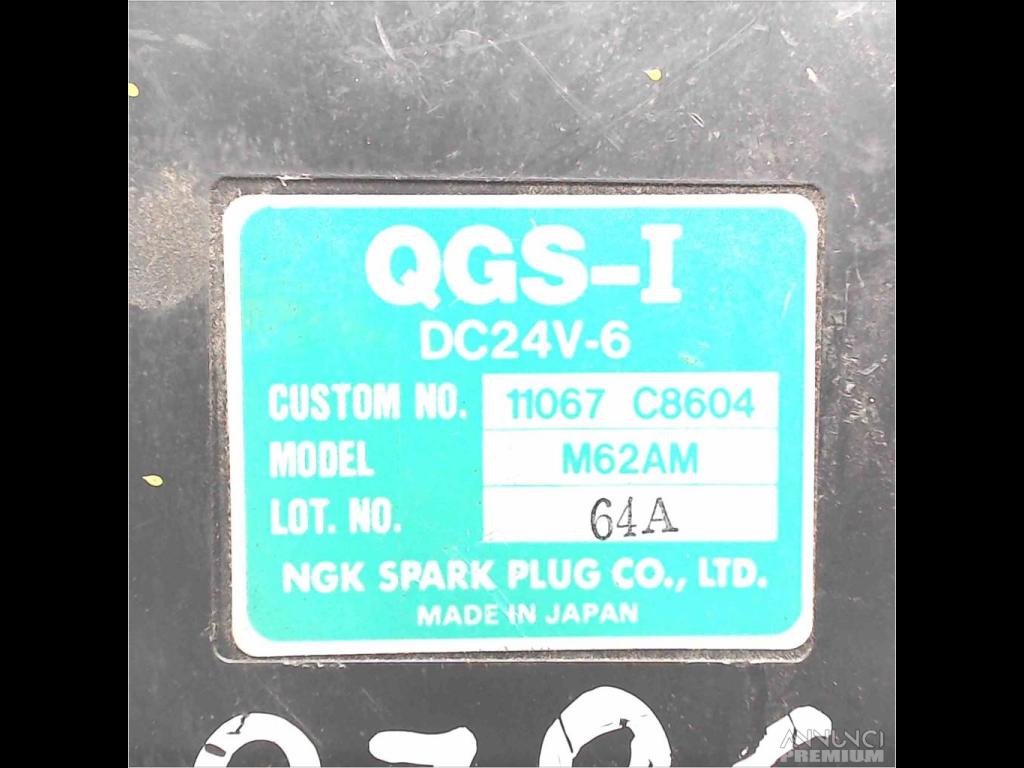 QGS-I
DC24V-6
CUSTOM NO. 11067 C8604
MODEL M62AM
LOT. NO. 64A
NGK SPARK PLUG CO., LTD.
MADE IN JAPAN
ANNUNCI
PREMIUM